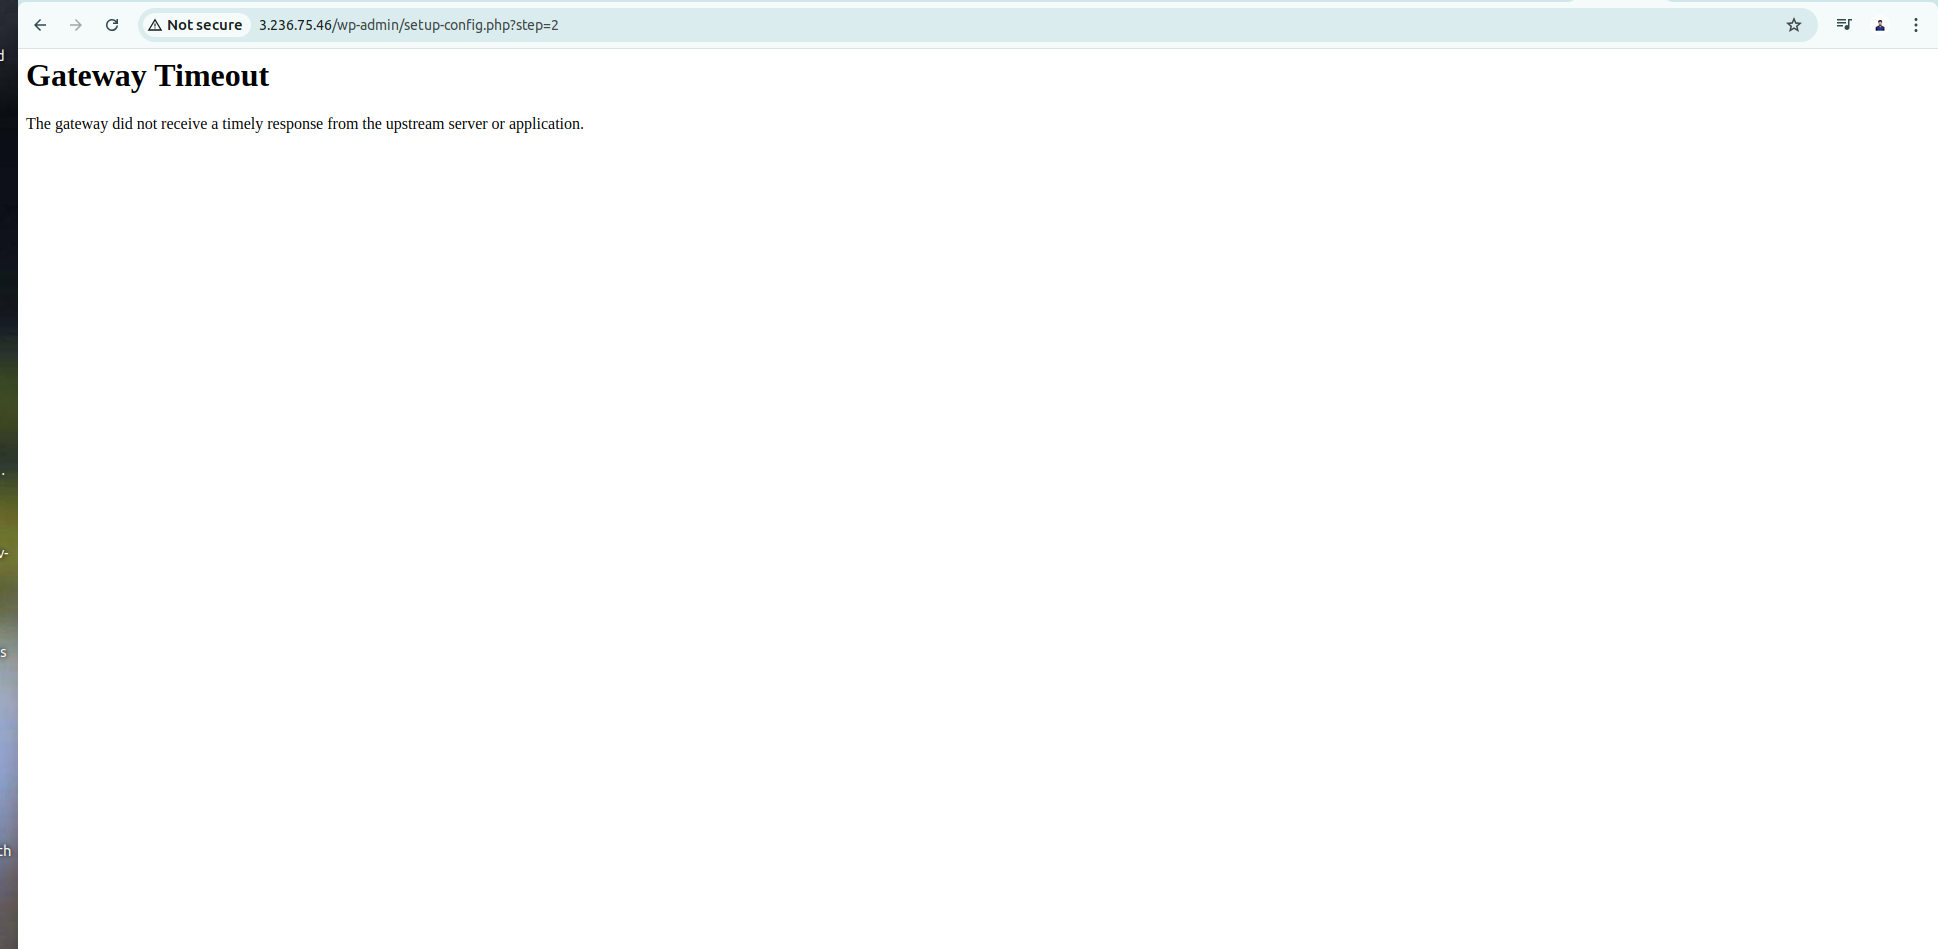 Not secure 3.236.75.46/wp-admin/setup-config.php?step=2
Gateway Timeout
The gateway did not receive a timely response from the upstream server or application.